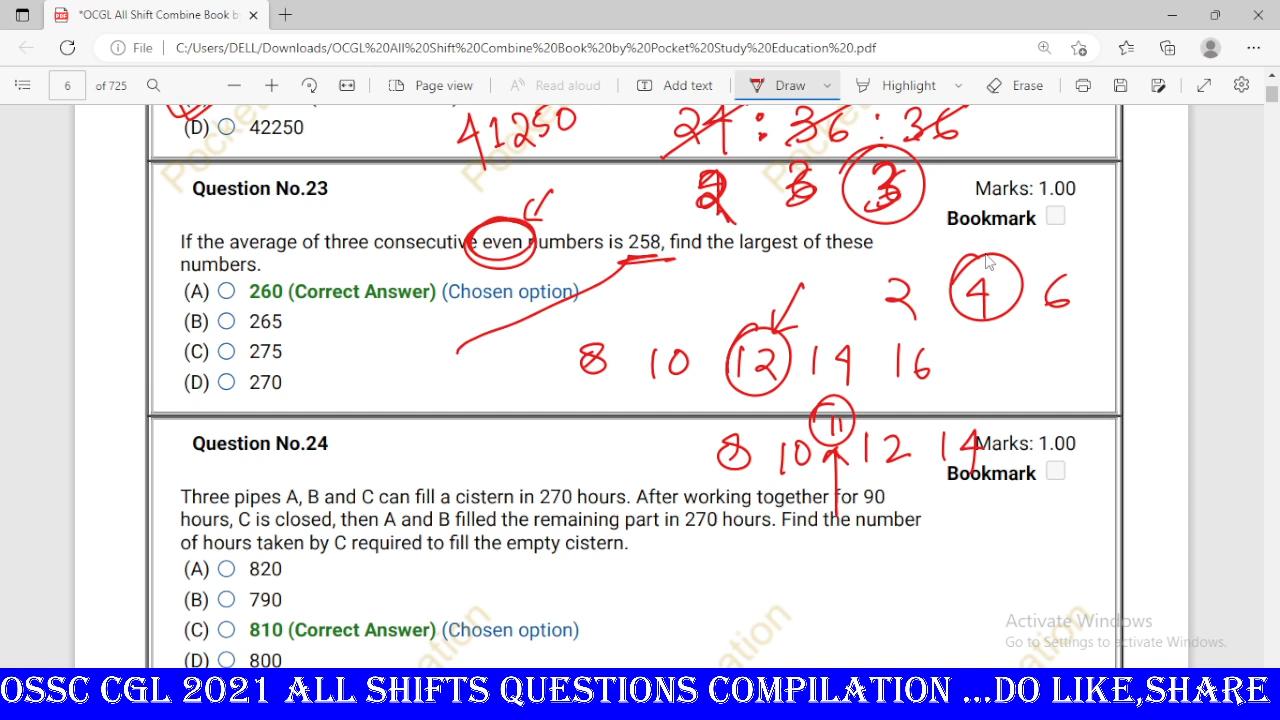 *OCGL All Shift Combine Book by
File C:/Users/DELL/Downloads/OCGL%20All%20Shift%20Combine%20Book%20by%20Pocket%20Study%20Education%20.pdf
6 of 725 Page view Read aloud Add text Draw Highlight Erase
(D) 42250
41250
24 : 36 : 36
Question No.23
2 3 3
Marks: 1.00
Bookmark
If the average of three consecutive even numbers is 258, find the largest of these
numbers.
(A) 260 (Correct Answer) (Chosen option)
2 4 6
(B) 265
(C) 275
8 10 12 14 16
(D) 270
11
Question No.24
8 10 12 14
Marks: 1.00
Bookmark
Three pipes A, B and C can fill a cistern in 270 hours. After working together for 90
hours, C is closed, then A and B filled the remaining part in 270 hours. Find the number
of hours taken by C required to fill the empty cistern.
(A) 820
(B) 790
(C) 810 (Correct Answer) (Chosen option)
(D) 800
Activate Windows
Go to Settings to activate Windows.
OSSC CGL 2021 ALL SHIFTS QUESTIONS COMPILATION ...DO LIKE,SHARE